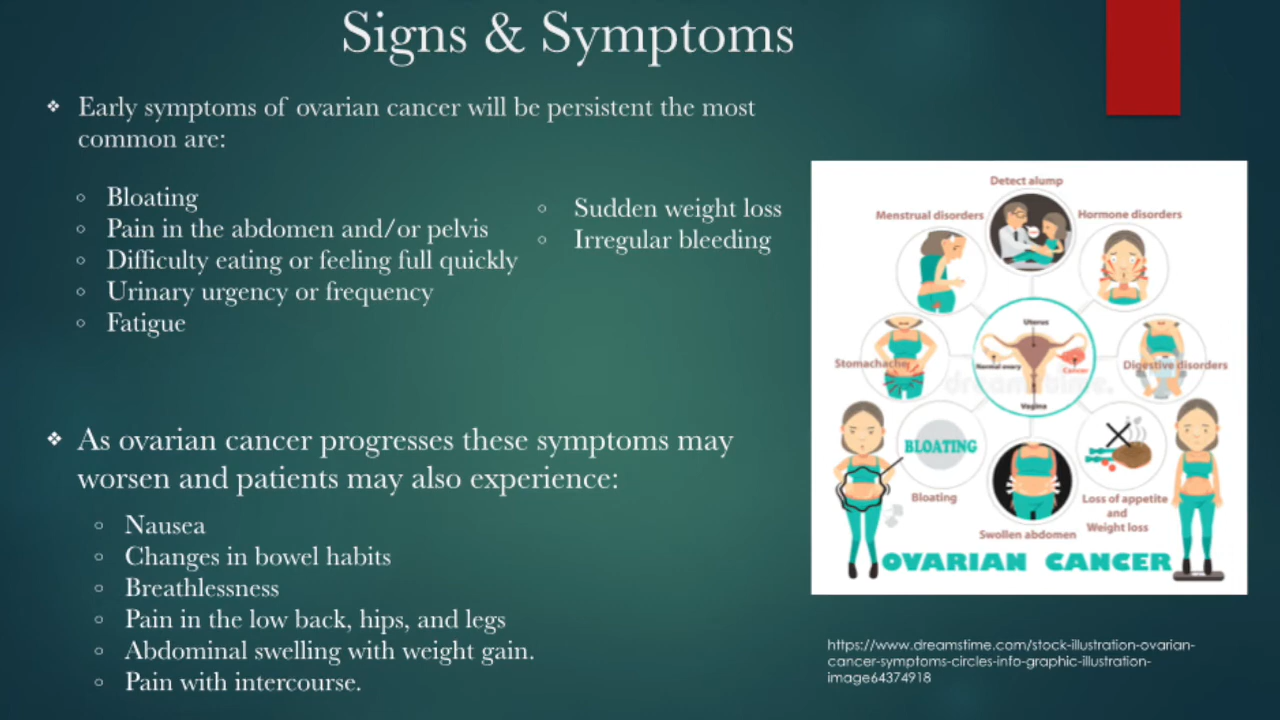 Signs & Symptoms
❖ Early symptoms of ovarian cancer will be persistent the most
common are:
○ Bloating
○ Pain in the abdomen and/or pelvis
○ Difficulty eating or feeling full quickly
○ Urinary urgency or frequency
○ Fatigue
○ Sudden weight loss
○ Irregular bleeding
❖ As ovarian cancer progresses these symptoms may
worsen and patients may also experience:
○ Nausea
○ Changes in bowel habits
○ Breathlessness
○ Pain in the low back, hips, and legs
○ Abdominal swelling with weight gain.
○ Pain with intercourse.
Detect alump
Menstrual disorders
Hormone disorders
Uterus
Normal ovary
Cancer
Vagina
Stomachache
Digestive disorders
dreamstime.
BLOATING
Bloating
Loss of appetite
and
Weight loss
Swollen abdomen
OVARIAN CANCER
https://www.dreamstime.com/stock-illustration-ovarian-
cancer-symptoms-circles-info-graphic-illustration-
image64374918